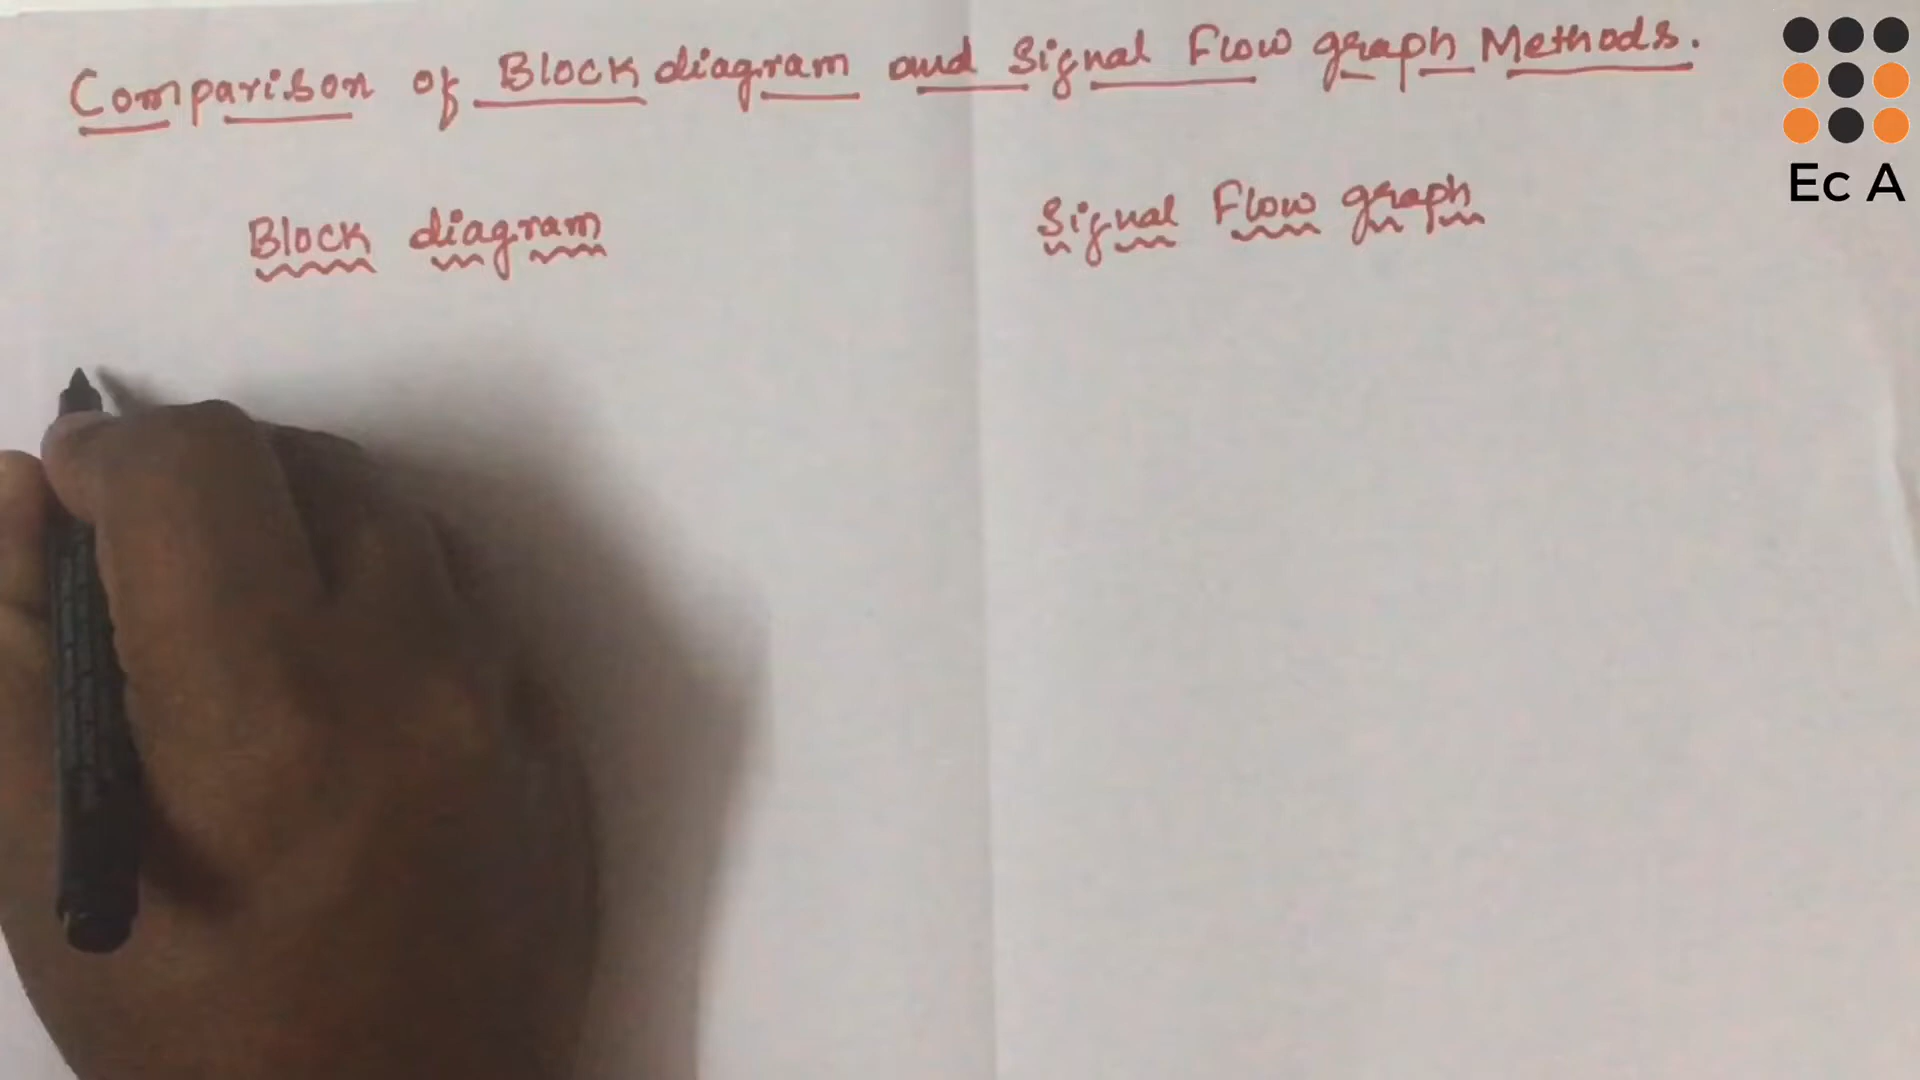 Comparison of Block diagram and Signal Flow graph Methods.
Block diagram
Signal Flow graph
Ec A